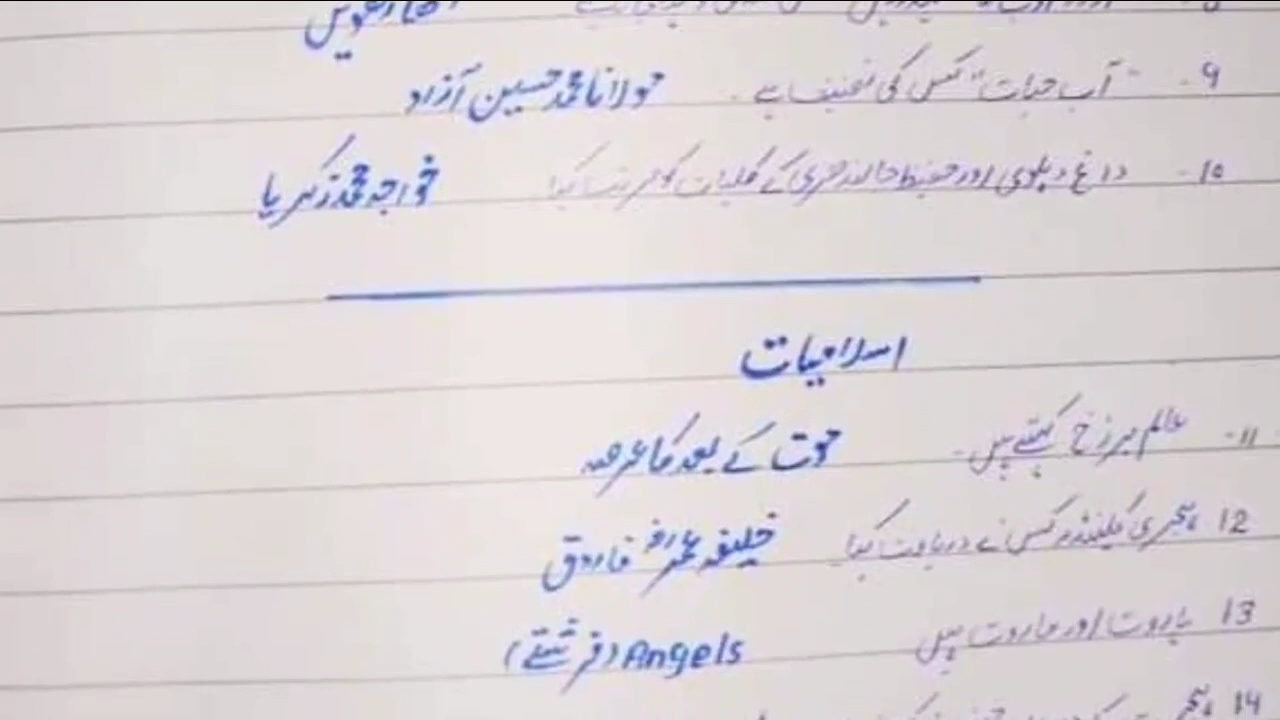 9- "آب حیات" کس کی تصنیف ہے۔ مولانا محمد حسین آزاد
10- داغ دہلوی اور حفیظ جالندھری کے کلیات کو مرتب کیا۔ خواجہ محمد زکریا
اسلامیات
11- عالم برزخ کہتے ہیں۔ موت کے بعد کا عرصہ
12 ہجری کیلنڈر کس نے دریافت کیا۔ خلیفہ عمرؓ فاروق
13 ہاروت اور ماروت ہیں Angels (فرشتے)
14 ہجرت